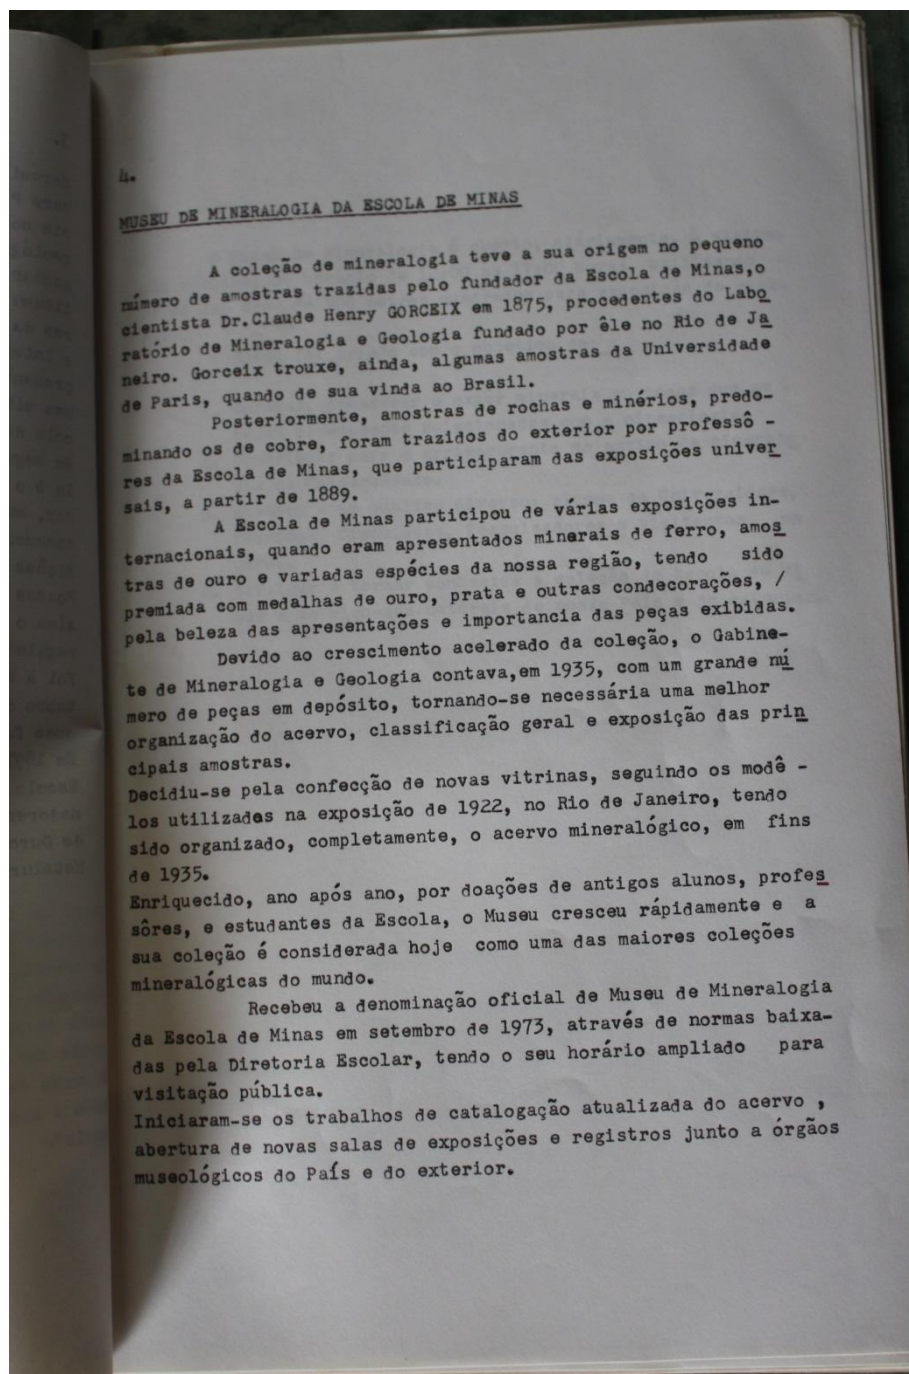 4.
MUSEU DE MINERALOGIA DA ESCOLA DE MINAS
A coleção de mineralogia teve a sua origem no pequeno
número de amostras trazidas pelo fundador da Escola de Minas,o
cientista Dr.Claude Henry GORCEIX em 1875, procedentes do Labo
ratório de Mineralogia e Geologia fundado por êle no Rio de Ja
neiro. Gorceix trouxe, ainda, algumas amostras da Universidade
de Paris, quando de sua vinda ao Brasil.
Posteriormente, amostras de rochas e minérios, predo-
minando os de cobre, foram trazidos do exterior por professô -
res da Escola de Minas, que participaram das exposições univer
sais, a partir de 1889.
A Escola de Minas participou de várias exposições in-
ternacionais, quando eram apresentados minerais de ferro, amos
tras de ouro e variadas espécies da nossa região, tendo sido
premiada com medalhas de ouro, prata e outras condecorações, /
pela beleza das apresentações e importancia das peças exibidas.
Devido ao crescimento acelerado da coleção, o Gabine-
te de Mineralogia e Geologia contava,em 1935, com um grande nú
mero de peças em depósito, tornando-se necessária uma melhor
organização do acervo, classificação geral e exposição das prin
cipais amostras.
Decidiu-se pela confecção de novas vitrinas, seguindo os modê -
los utilizados na exposição de 1922, no Rio de Janeiro, tendo
sido organizado, completamente, o acervo mineralógico, em fins
de 1935.
Enriquecido, ano após ano, por doações de antigos alunos, profes
sôres, e estudantes da Escola, o Museu cresceu rápidamente e a
sua coleção é considerada hoje como uma das maiores coleções
mineralógicas do mundo.
Recebeu a denominação oficial de Museu de Mineralogia
da Escola de Minas em setembro de 1973, através de normas baixa-
das pela Diretoria Escolar, tendo o seu horário ampliado para
visitação pública.
Iniciaram-se os trabalhos de catalogação atualizada do acervo ,
abertura de novas salas de exposições e registros junto a órgãos
museológicos do País e do exterior.